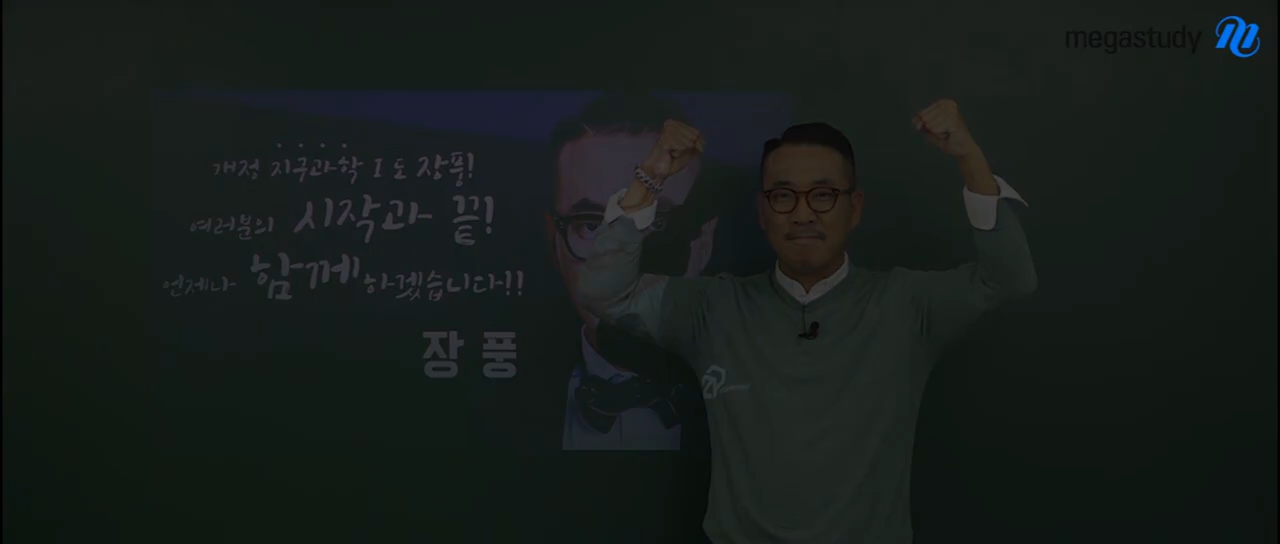 megastudy
개정 지구과학 I 도 장풍!
여러분의 시작과 끝!
언제나 함께 하겠습니다!!
장 풍